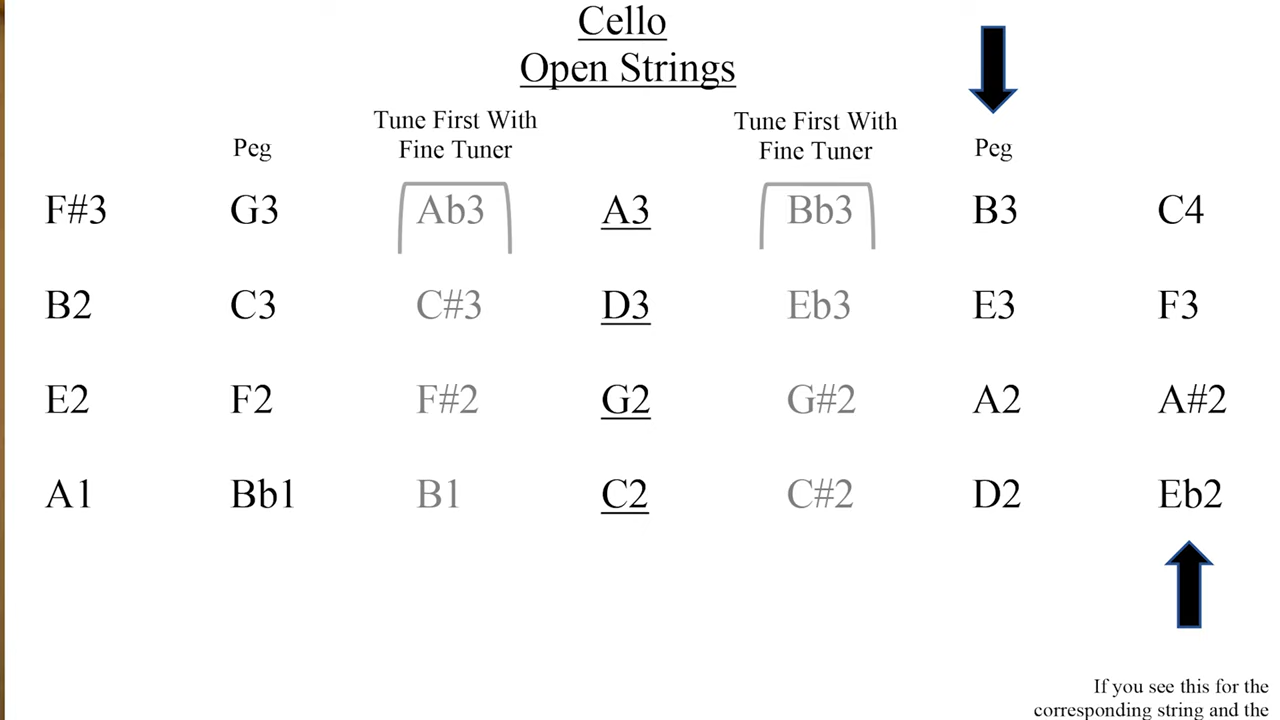 Cello
Open Strings
Tune First With
Fine Tuner
Tune First With
Fine Tuner
Peg
Peg
F#3 G3 Ab3 A3 Bb3 B3 C4
B2 C3 C#3 D3 Eb3 E3 F3
E2 F2 F#2 G2 G#2 A2 A#2
A1 Bb1 B1 C2 C#2 D2 Eb2
If you see this for the
corresponding string and the